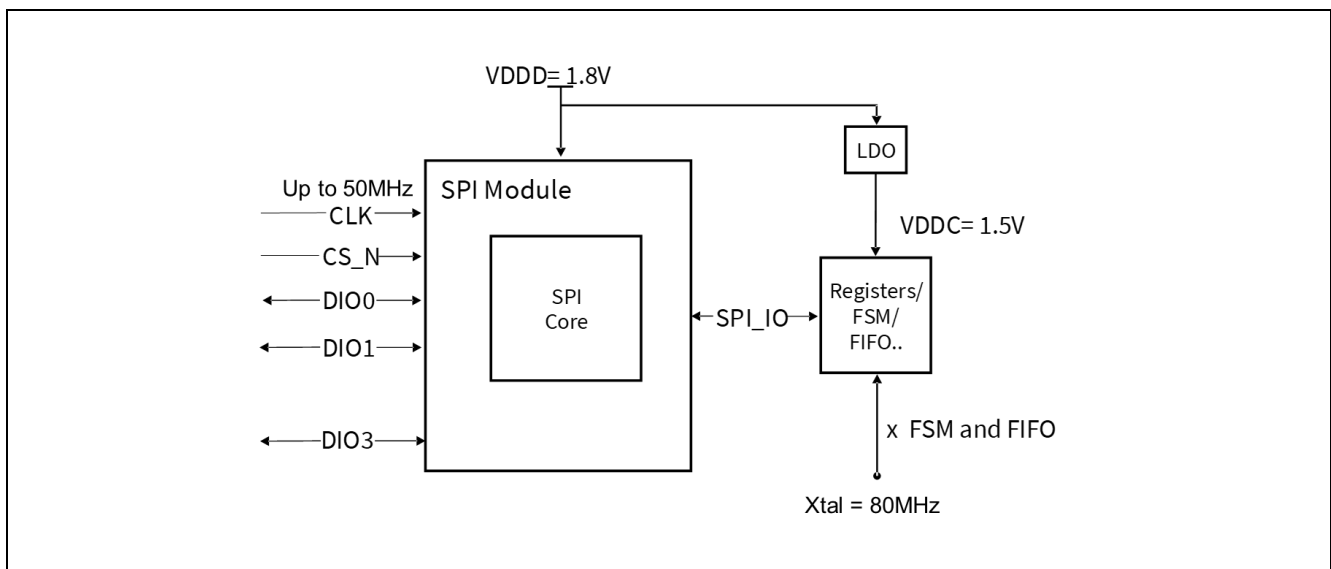 VDDD= 1.8V
LDO
Up to 50MHz
SPI Module
CLK
VDDC= 1.5V
CS_N
SPI
Core
Registers/
FSM/
FIFO..
DIO0
SPI_IO
DIO1
DIO3
x FSM and FIFO
Xtal = 80MHz